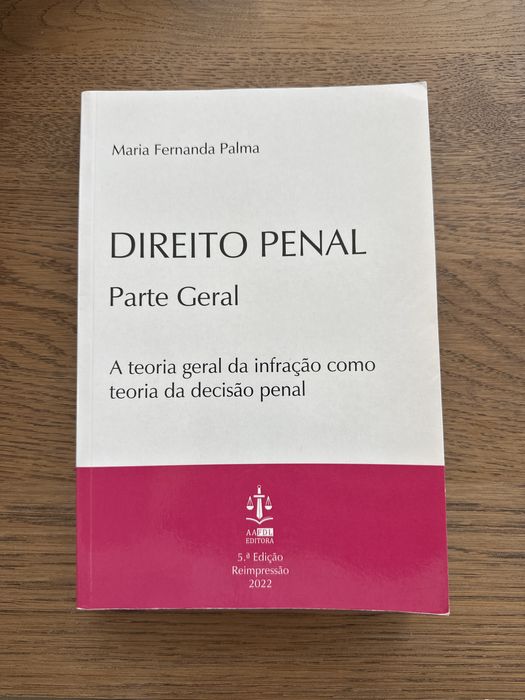 Maria Fernanda Palma
DIREITO PENAL
Parte Geral
A teoria geral da infração como
teoria da decisão penal
AAFDL
EDITORA
5.ª Edição
Reimpressão
2022